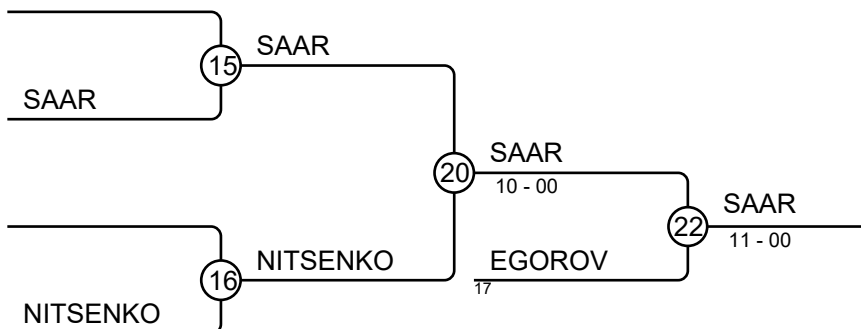 SAAR
15
SAAR
SAAR
20
10 - 00
SAAR
22
11 - 00
NITSENKO
EGOROV
16
17
NITSENKO